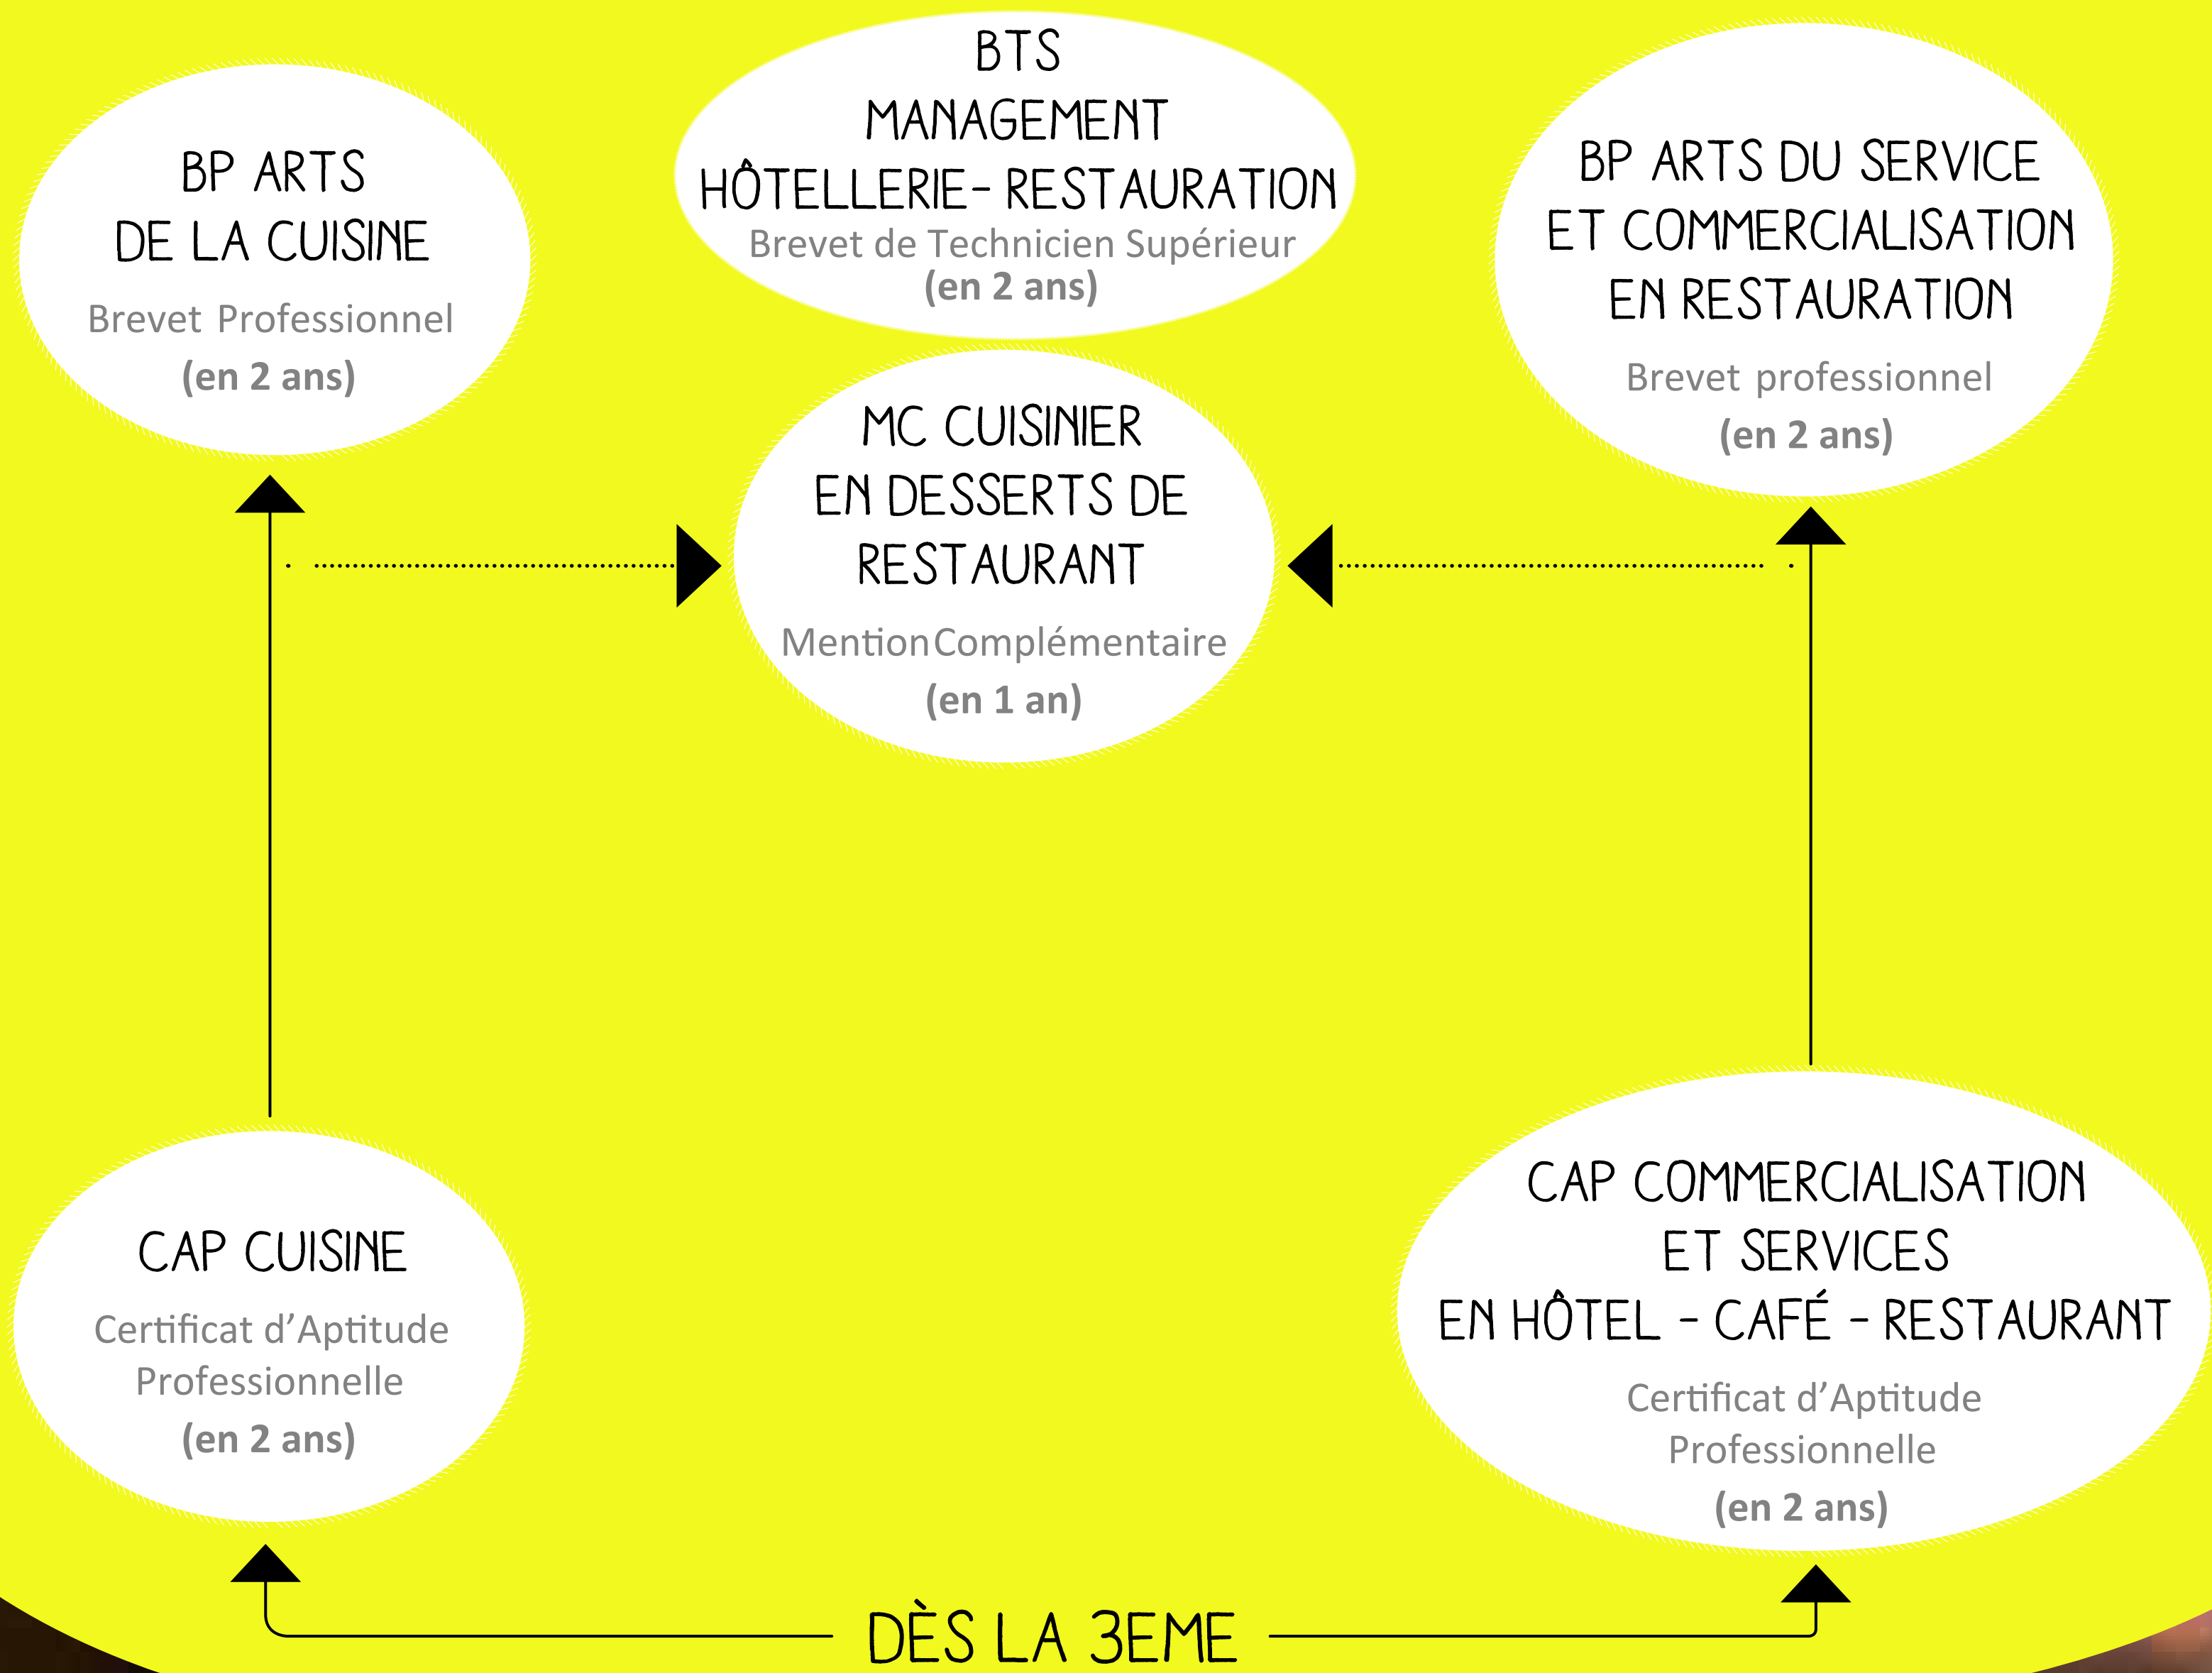 BTS
MANAGEMENT
HÔTELLERIE- RESTAURATION
Brevet de Technicien Supérieur
(en 2 ans)
BP ARTS
DE LA CUISINE
Brevet Professionnel
(en 2 ans)
BP ARTS DU SERVICE
ET COMMERCIALISATION
EN RESTAURATION
Brevet professionnel
(en 2 ans)
MC CUISINIER
EN DESSERTS DE
RESTAURANT
Mention Complémentaire
(en 1 an)
CAP CUISINE
Certificat d’Aptitude
Professionnelle
(en 2 ans)
CAP COMMERCIALISATION
ET SERVICES
EN HÔTEL - CAFÉ - RESTAURANT
Certificat d’Aptitude
Professionnelle
(en 2 ans)
DÈS LA 3EME